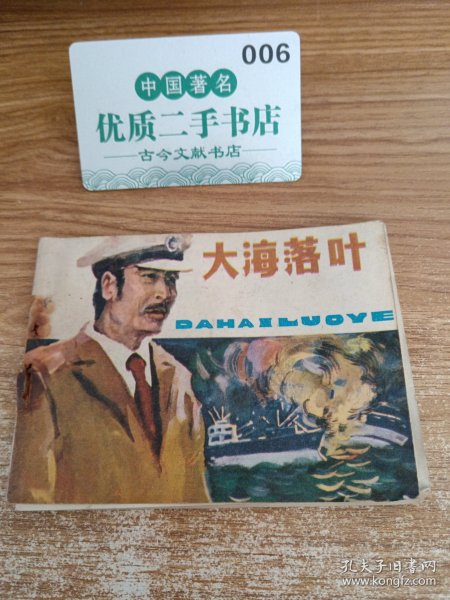 006
中国著名
优质二手书店
古今文献书店
大海落叶
DAHAILUOYE
孔夫子旧书网
www.kongfz.com